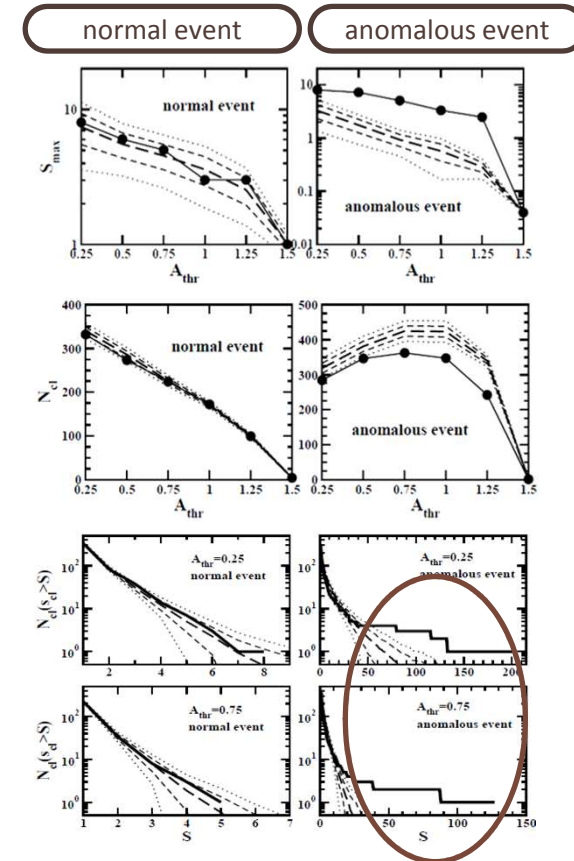 normal event
anomalous event
10
1
S_max
normal event
0.25 0.5 0.75 1 1.25 1.5
A_thr
10
1
0.1
0.01
anomalous event
0.25 0.5 0.75 1 1.25 1.5
A_thr
400
300
200
100
0
N_cl
normal event
0.25 0.5 0.75 1 1.25 1.5
A_thr
500
400
300
200
100
0
anomalous event
0.25 0.5 0.75 1 1.25 1.5
A_thr
N_cl(s_cl>S)
10^2
10^1
10^0
A_thr=0.25
normal event
2 4 6 8
10^2
10^1
10^0
A_thr=0.25
anomalous event
0 50 100 150 200
N_cl(s_cl>S)
10^2
10^1
10^0
A_thr=0.75
normal event
1 2 3 4 5 6 7
S
10^2
10^1
10^0
A_thr=0.75
anomalous event
0 50 100 150
S